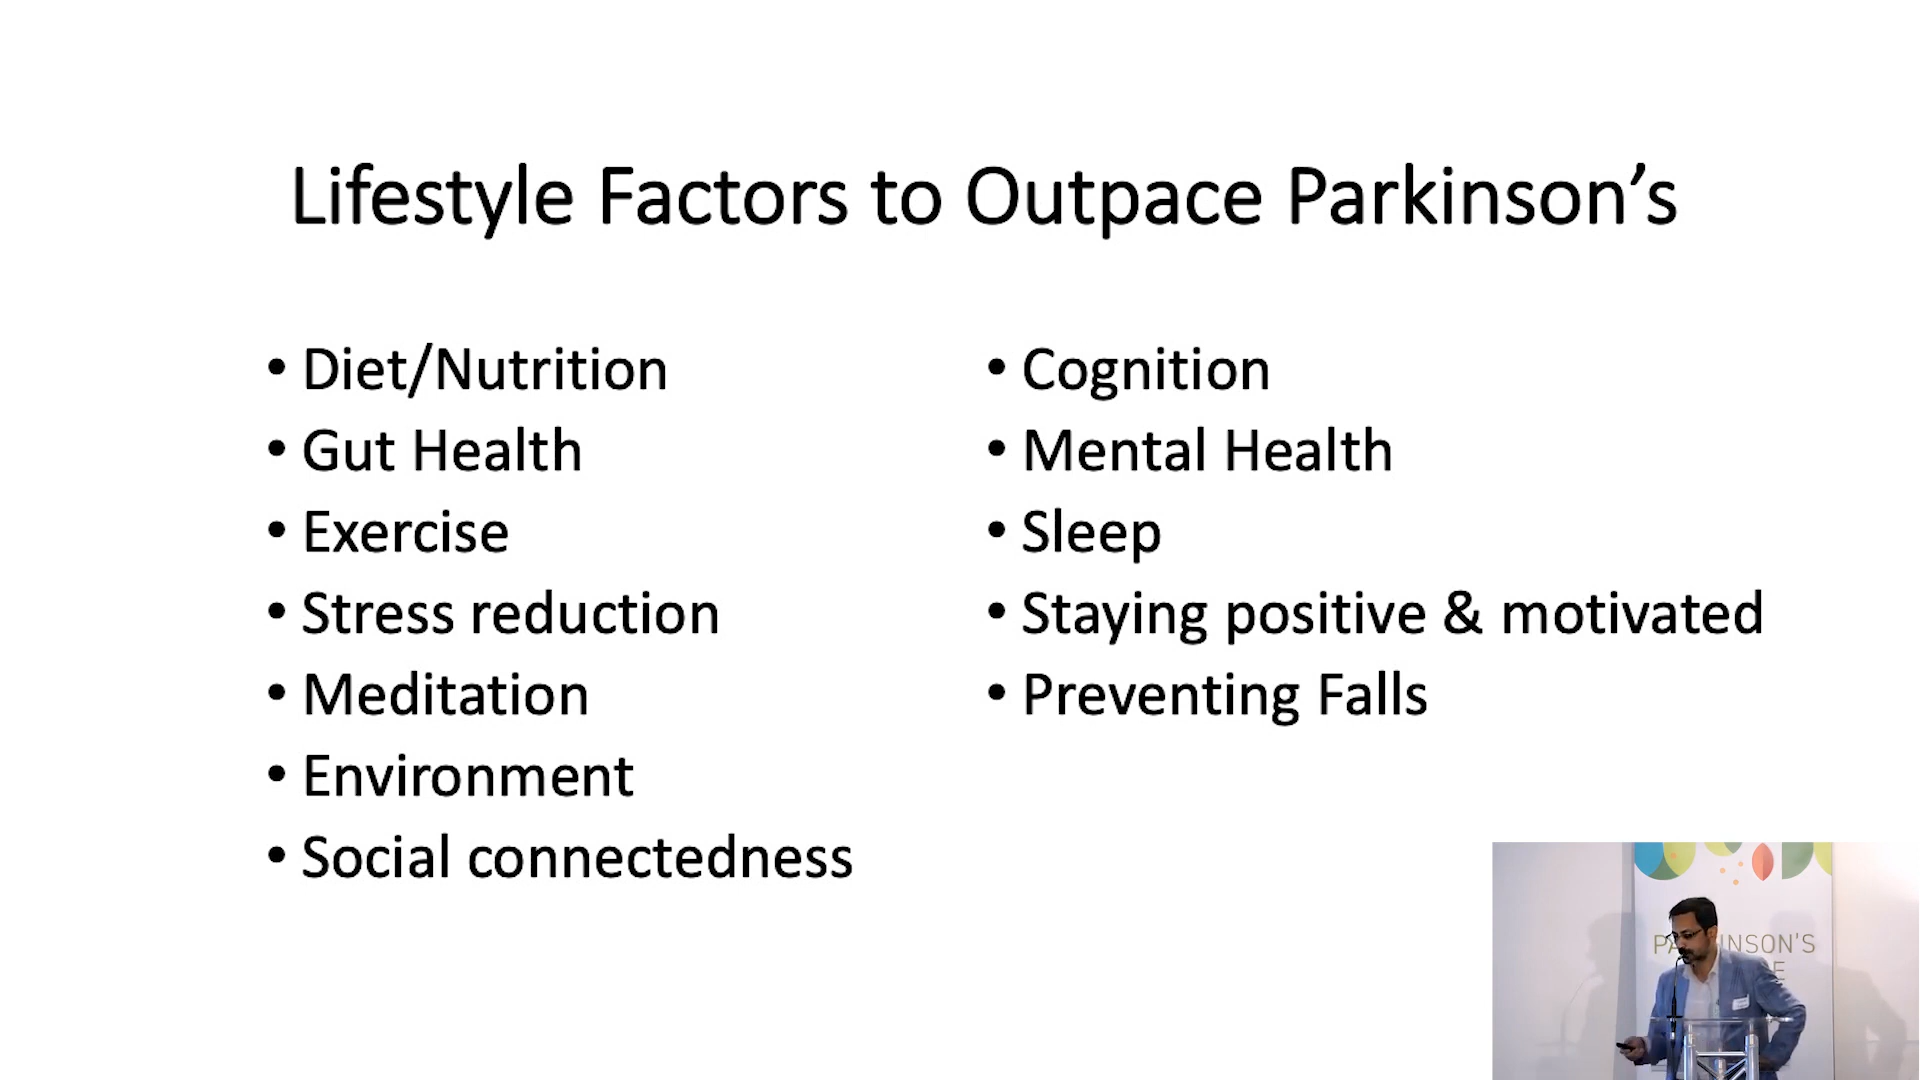 Lifestyle Factors to Outpace Parkinson’s
• Diet/Nutrition
• Gut Health
• Exercise
• Stress reduction
• Meditation
• Environment
• Social connectedness
• Cognition
• Mental Health
• Sleep
• Staying positive & motivated
• Preventing Falls